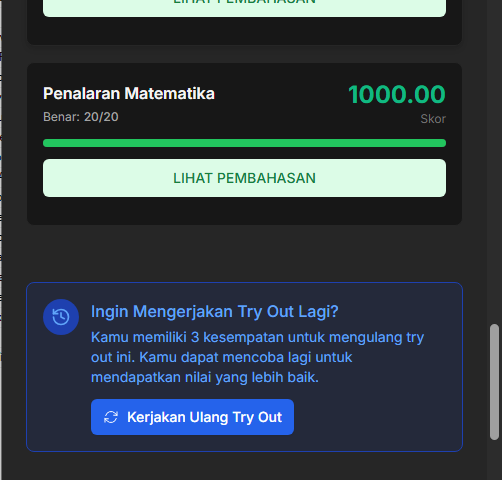 LIHAT PEMBAHASAN
Penalaran Matematika
1000.00
Benar: 20/20
Skor
LIHAT PEMBAHASAN
Ingin Mengerjakan Try Out Lagi?
Kamu memiliki 3 kesempatan untuk mengulang try
out ini. Kamu dapat mencoba lagi untuk
mendapatkan nilai yang lebih baik.
Kerjakan Ulang Try Out